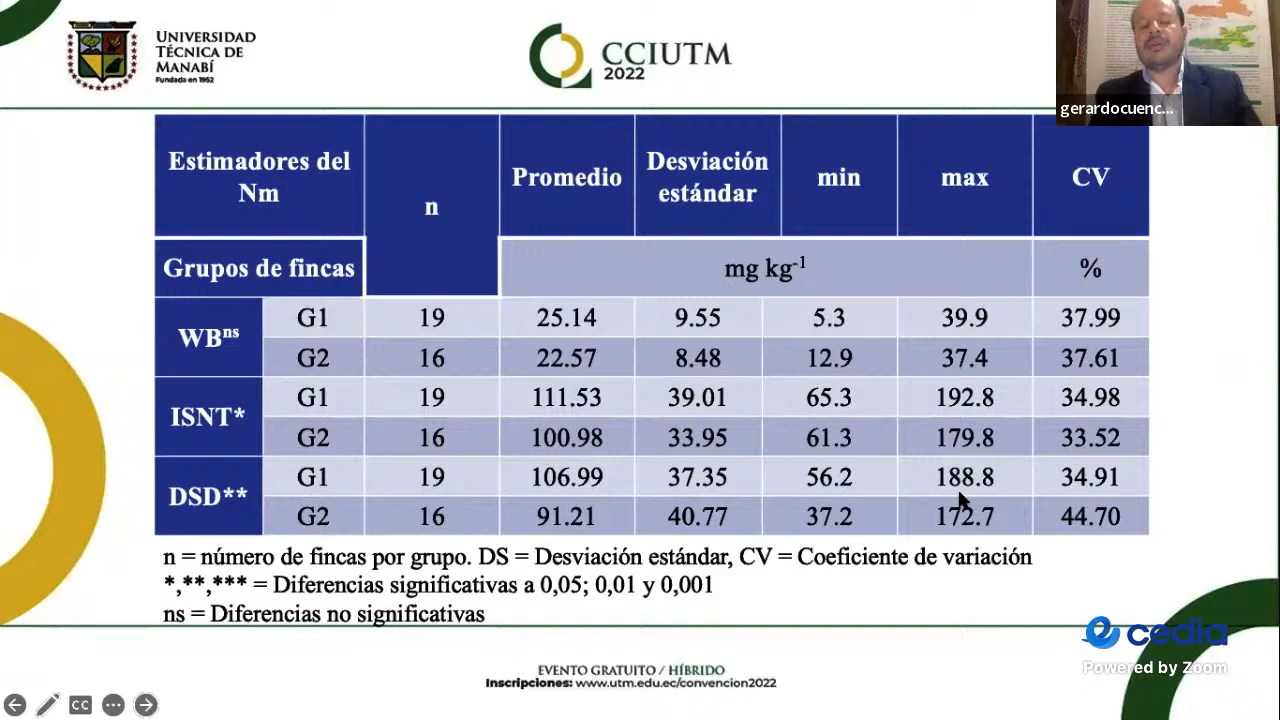 UNIVERSIDAD
TÉCNICA DE
MANABÍ
Fundada en 1952
CCIUTM
2022
gerardocuenc...
Estimadores del Nm n Promedio Desviación estándar min max CV
Grupos de fincas mg kg-1 %
WBns G1 19 25.14 9.55 5.3 39.9 37.99
G2 16 22.57 8.48 12.9 37.4 37.61
ISNT* G1 19 111.53 39.01 65.3 192.8 34.98
G2 16 100.98 33.95 61.3 179.8 33.52
DSD** G1 19 106.99 37.35 56.2 188.8 34.91
G2 16 91.21 40.77 37.2 172.7 44.70
n = número de fincas por grupo. DS = Desviación estándar, CV = Coeficiente de variación
*,**,*** = Diferencias significativas a 0,05; 0,01 y 0,001
ns = Diferencias no significativas
cedia
Powered by Zoom
EVENTO GRATUITO / HÍBRIDO
Inscripciones: www.utm.edu.ec/convencion2022
CC